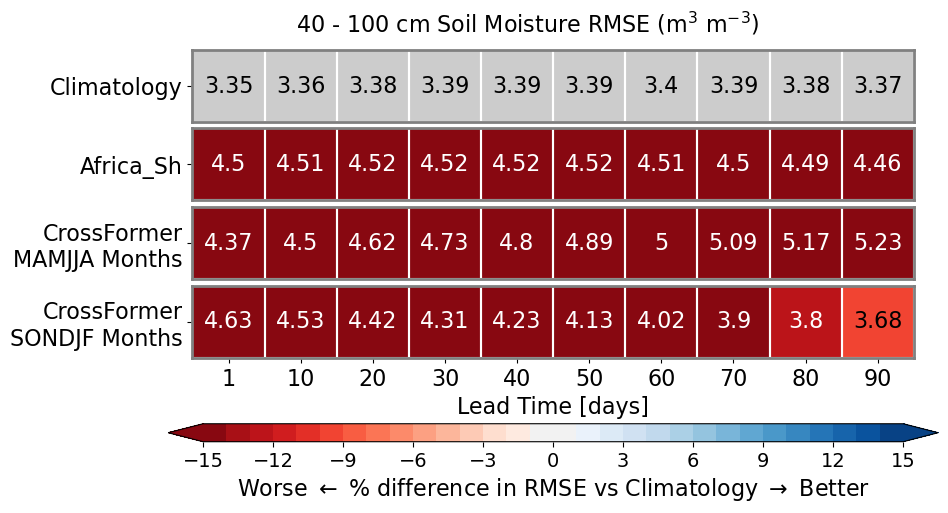 40 - 100 cm Soil Moisture RMSE (m³ m⁻³)
Climatology 3.35 3.36 3.38 3.39 3.39 3.39 3.4 3.39 3.38 3.37
Africa_Sh 4.5 4.51 4.52 4.52 4.52 4.52 4.51 4.5 4.49 4.46
CrossFormer
MAMJJA Months
4.37 4.5 4.62 4.73 4.8 4.89 5 5.09 5.17 5.23
CrossFormer
SONDJF Months
4.63 4.53 4.42 4.31 4.23 4.13 4.02 3.9 3.8 3.68
1 10 20 30 40 50 60 70 80 90
Lead Time [days]
−15 −12 −9 −6 −3 0 3 6 9 12 15
Worse ← % difference in RMSE vs Climatology → Better